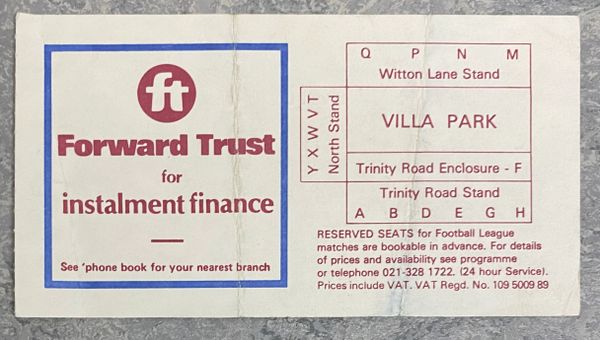 ft
Forward Trust
for
instalment finance
See 'phone book for your nearest branch
Q P N M
Witton Lane Stand
Y X W V T
North Stand
VILLA PARK
Trinity Road Enclosure - F
Trinity Road Stand
A B D E G H
RESERVED SEATS for Football League
matches are bookable in advance. For details
of prices and availability see programme
or telephone 021-328 1722. (24 hour Service).
Prices include VAT. VAT Regd. No. 109 5009 89